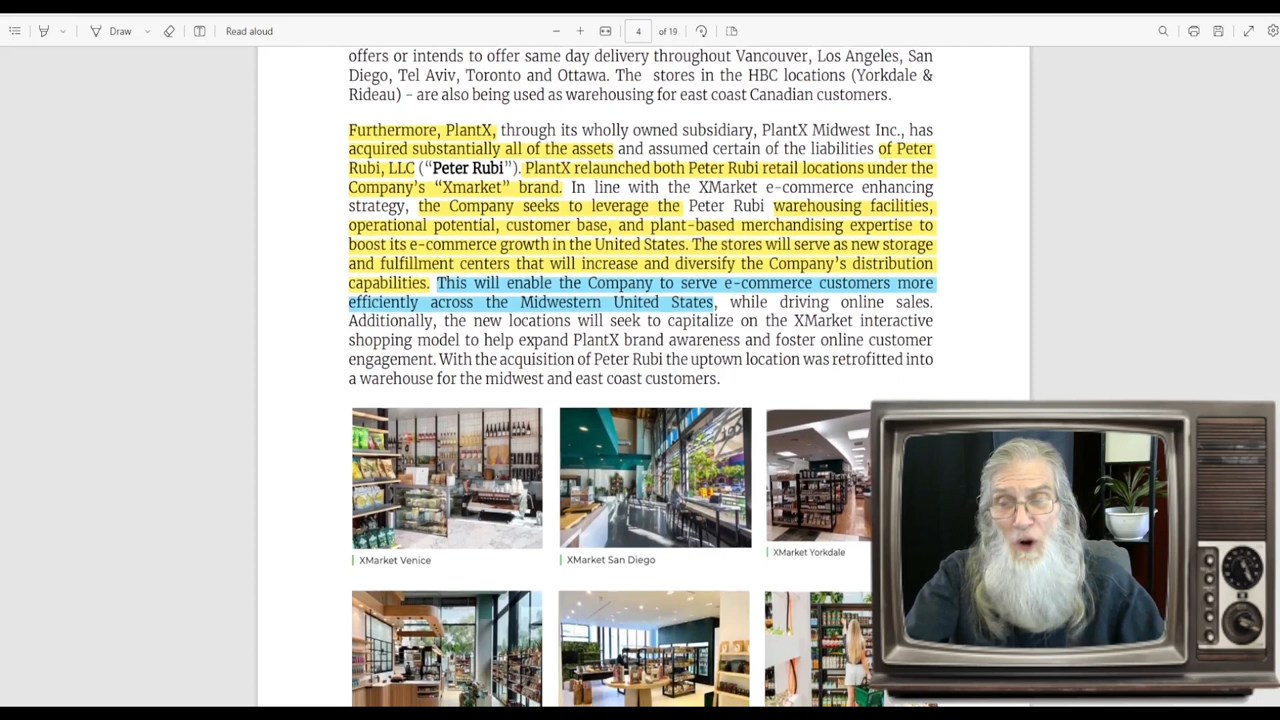 Draw
Read aloud
4 of 19
offers or intends to offer same day delivery throughout Vancouver, Los Angeles, San
Diego, Tel Aviv, Toronto and Ottawa. The stores in the HBC locations (Yorkdale &
Rideau) - are also being used as warehousing for east coast Canadian customers.
Furthermore, PlantX, through its wholly owned subsidiary, PlantX Midwest Inc., has
acquired substantially all of the assets and assumed certain of the liabilities of Peter
Rubi, LLC (“Peter Rubi”). PlantX relaunched both Peter Rubi retail locations under the
Company’s “Xmarket” brand. In line with the XMarket e-commerce enhancing
strategy, the Company seeks to leverage the Peter Rubi warehousing facilities,
operational potential, customer base, and plant-based merchandising expertise to
boost its e-commerce growth in the United States. The stores will serve as new storage
and fulfillment centers that will increase and diversify the Company’s distribution
capabilities. This will enable the Company to serve e-commerce customers more
efficiently across the Midwestern United States, while driving online sales.
Additionally, the new locations will seek to capitalize on the XMarket interactive
shopping model to help expand PlantX brand awareness and foster online customer
engagement. With the acquisition of Peter Rubi the uptown location was retrofitted into
a warehouse for the midwest and east coast customers.
XMarket Venice
XMarket San Diego
XMarket Yorkdale